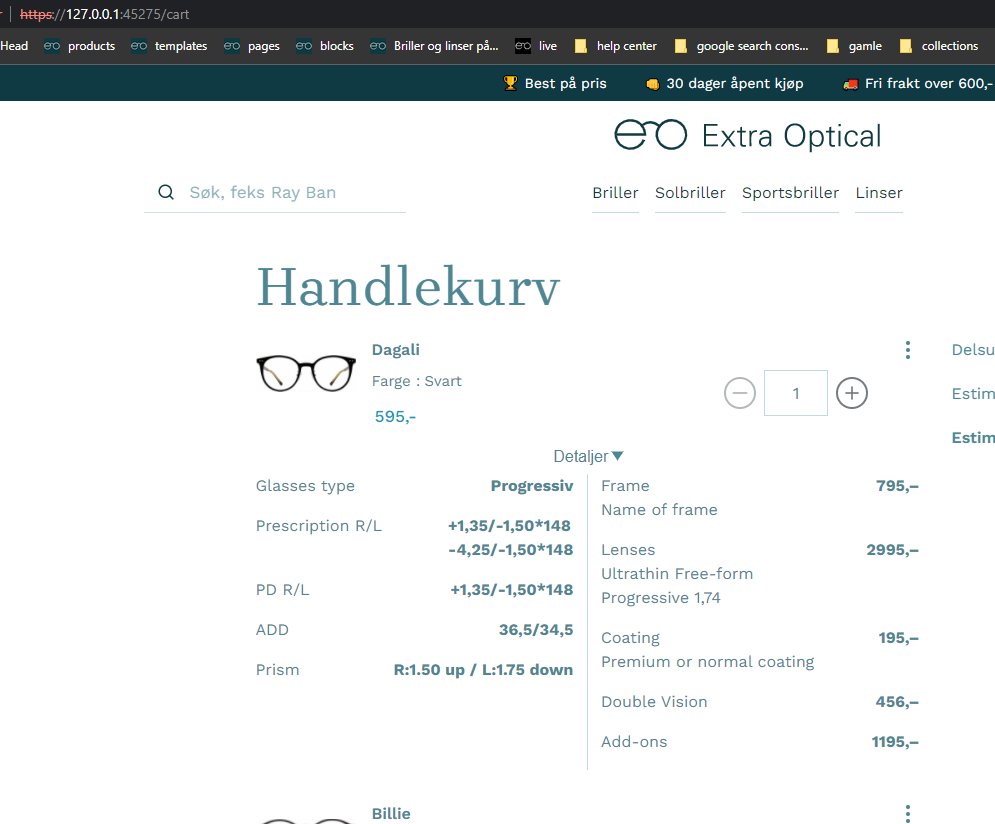 https://127.0.0.1:45275/cart
Head products templates pages blocks Briller og linser på... live help center google search cons... gamle collections
Best på pris 30 dager åpent kjøp Fri frakt over 600,-
Extra Optical
Søk, feks Ray Ban
Briller Solbriller Sportsbriller Linser
Handlekurv
Dagali
Farge : Svart
595,-
1
Delsu
Estim
Estim
Detaljer▼
Glasses type Progressiv
Prescription R/L +1,35/-1,50*148
-4,25/-1,50*148
PD R/L +1,35/-1,50*148
ADD 36,5/34,5
Prism R:1.50 up / L:1.75 down
Frame 795,–
Name of frame
Lenses 2995,–
Ultrathin Free-form
Progressive 1,74
Coating 195,–
Premium or normal coating
Double Vision 456,–
Add-ons 1195,–
Billie